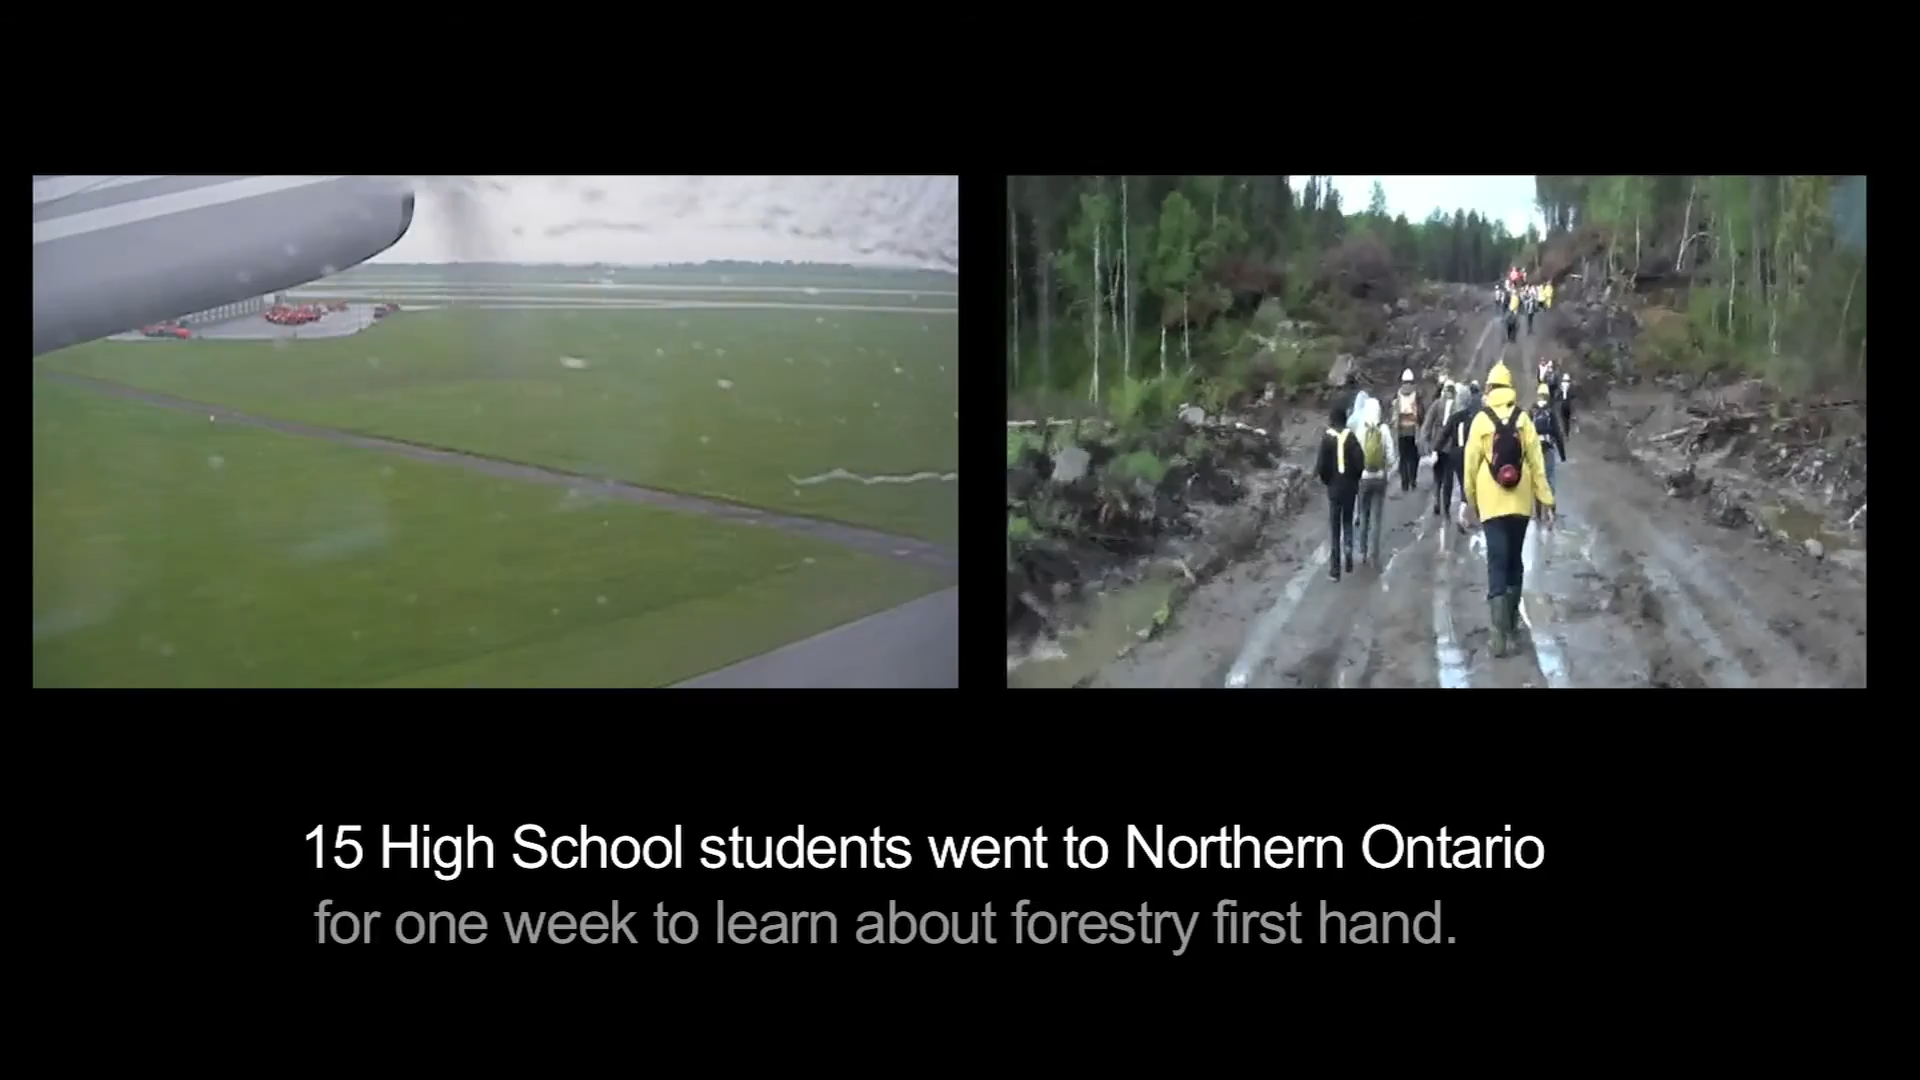 15 High School students went to Northern Ontario
for one week to learn about forestry first hand.